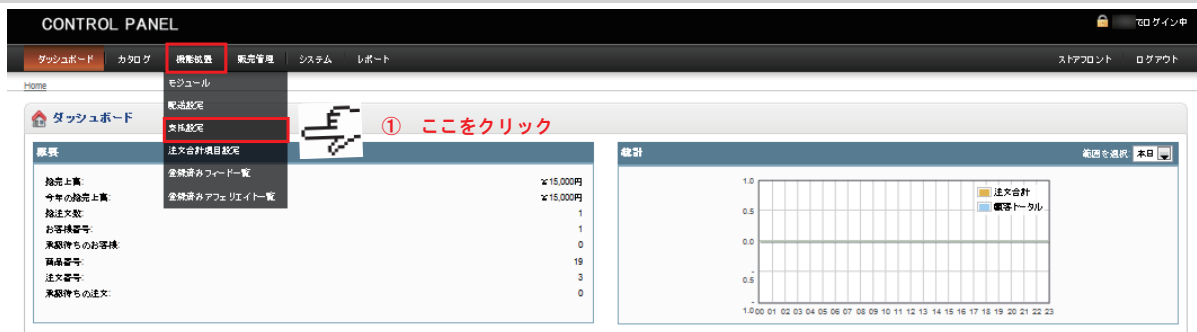 CONTROL PANEL
でログイン中
ダッシュボード カタログ 機能拡張 販売管理 システム レポート ストアフロント ログアウト
Home
モジュール
配送設定
支払設定
注文合計項目設定
登録済みフィード一覧
登録済みアフェリエイト一覧
① ここをクリック
ダッシュボード
概要
総売上高: ¥15,000円
今年の総売上高: ¥15,000円
総注文数: 1
お客様番号: 1
承認待ちのお客様: 0
商品番号: 19
注文番号: 3
承認待ちの注文: 0
統計
範囲を選択: 本日
注文合計
顧客トータル
1.0
0.5
0.0
-0.5
-1.0
00 01 02 03 04 05 06 07 08 09 10 11 12 13 14 15 16 17 18 19 20 21 22 23